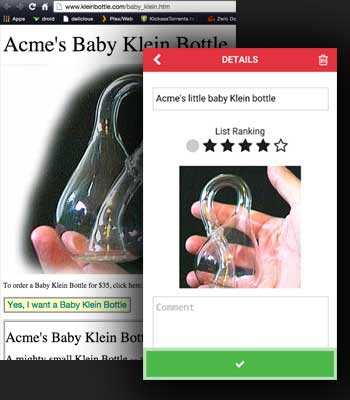 www.kleinbottle.com/baby_klein.htm
Apps
droid
delicious
Plex/Web
KickassTorrents
Zero Do
Acme's Baby Klein Bottle
To order a Baby Klein Bottle for $35, click here:
Yes, I want a Baby Klein Bottle
Acme's Baby Klein Bo
A mighty small Klein Bottle
DETAILS
Acme's little baby Klein bottle
List Ranking
Comment